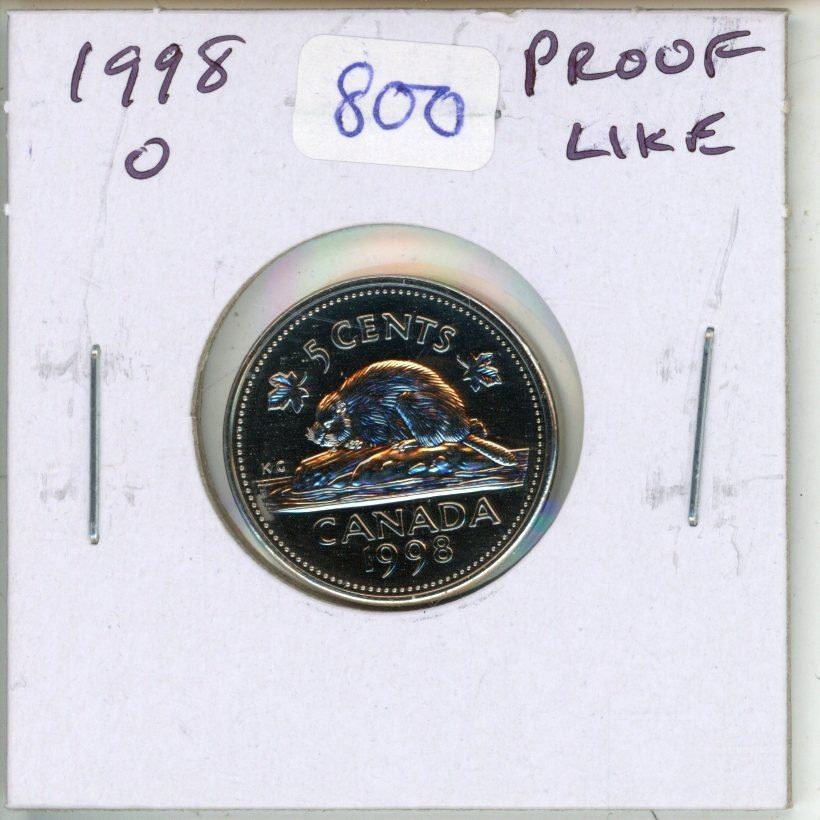 1998 800 PROOF
O LIKE
5 CENTS
KG
CANADA
1998